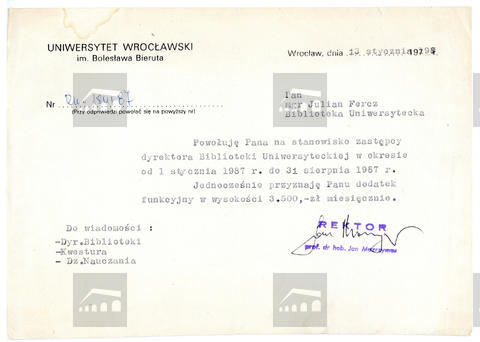 UNIWERSYTET WROCŁAWSKI
im. Bolesława Bieruta
Wrocław, dnia 13 stycznia
Nr
(Przy odpowiedzi powołać się na powyższy nr)
Pan
mgr Julian Fercz
Biblioteka Uniwersytecka
Powołuję Pana na stanowisko zastępcy
dyrektora Biblioteki Uniwersyteckiej w okresie
od 1 stycznia 1987 r. do 31 sierpnia 1987 r.
Jednocześnie przyznaję Panu dodatek
funkcyjny w wysokości 3.500,-zł miesięcznie.
Do wiadomości :
-Dyr.Biblioteki
-Kwestura
- Dz.Nauczania
REKTOR
prof. dr hab. Jan Mozrzymas